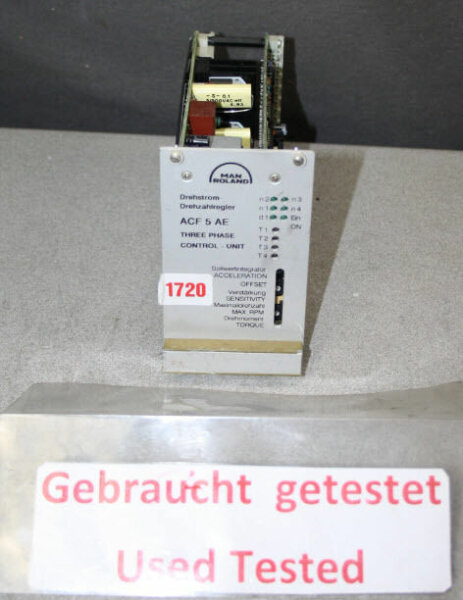 MAN
ROLAND
Drehstrom
Drehzahlregler
ACF 5 AE
THREE PHASE
CONTROL - UNIT
n2 n3
n1 n4
d1 Ein
ON
T1
T2
T3
T4
Sollwertintegrator
ACCELERATION
OFFSET
Verstärkung
SENSITIVITY
Maximaldrehzahl
MAX. RPM
Drehmoment
TORQUE
1720
Gebraucht getestet
Used Tested